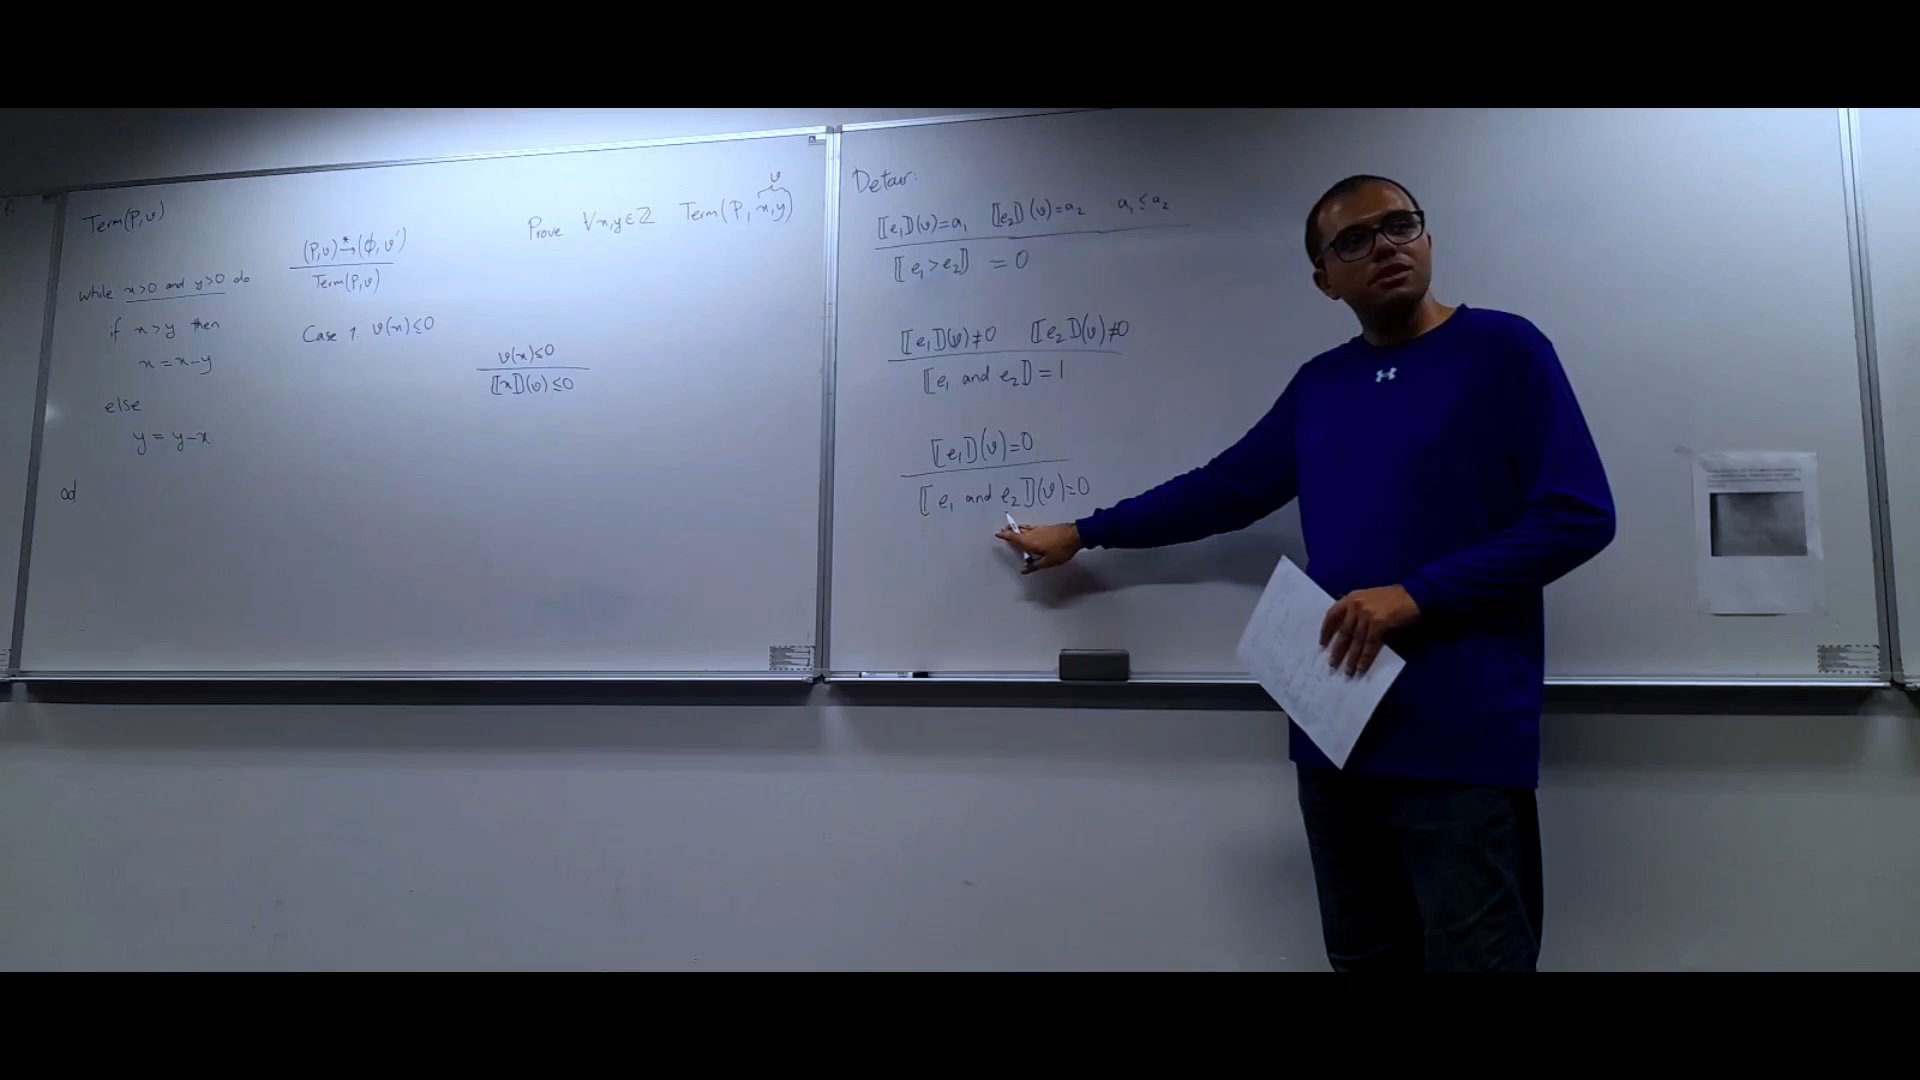 Term(P,v)
(P,v) →* (ϕ, v')
Term(P,v)
Prove ∀x,y∈ℤ Term(P, x,y)
v
while x>0 and y>0 do
if x>y then
x = x-y
else
y = y-x
od
Case 1. v(x)≤0
v(x)≤0
⟦x⟧(v) ≤0
Detour:
⟦e₁⟧(v)=a₁ ⟦e₂⟧(v)=a₂ a₁≤a₂
⟦e₁>e₂⟧ = 0
⟦e₁⟧(v)≠0 ⟦e₂⟧(v)≠0
⟦e₁ and e₂⟧ = 1
⟦e₁⟧(v)=0
⟦e₁ and e₂⟧(v)=0